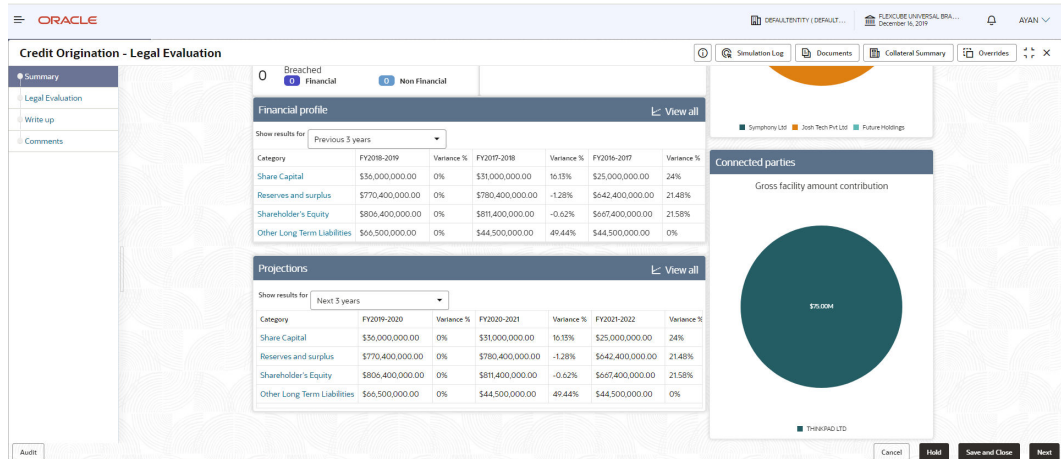 ORACLE
DEFAULTENTITY ( DEFAULT...
FLEXCUBE UNIVERSAL BRA...
December 16, 2019
AYAN
Credit Origination - Legal Evaluation
Simulation Log
Documents
Collateral Summary
Overrides
Summary
Legal Evaluation
Write up
Comments
0 Breached
0 Financial 0 Non Financial
Financial profile View all
Show results for Previous 3 years
Category FY2018-2019 Variance % FY2017-2018 Variance % FY2016-2017 Variance %
Share Capital $36,000,000.00 0% $31,000,000.00 16.13% $25,000,000.00 24%
Reserves and surplus $770,400,000.00 0% $780,400,000.00 -1.28% $642,400,000.00 21.48%
Shareholder's Equity $806,400,000.00 0% $811,400,000.00 -0.62% $667,400,000.00 21.58%
Other Long Term Liabilities $66,500,000.00 0% $44,500,000.00 49.44% $44,500,000.00 0%
Projections View all
Show results for Next 3 years
Category FY2019-2020 Variance % FY2020-2021 Variance % FY2021-2022 Variance %
Share Capital $36,000,000.00 0% $31,000,000.00 16.13% $25,000,000.00 24%
Reserves and surplus $770,400,000.00 0% $780,400,000.00 -1.28% $642,400,000.00 21.48%
Shareholder's Equity $806,400,000.00 0% $811,400,000.00 -0.62% $667,400,000.00 21.58%
Other Long Term Liabilities $66,500,000.00 0% $44,500,000.00 49.44% $44,500,000.00 0%
Symphony Ltd Josh Tech Pvt Ltd Future Holdings
Connected parties
Gross facility amount contribution
$75.00M
THINKPAD LTD
Audit
Cancel Hold Save and Close Next